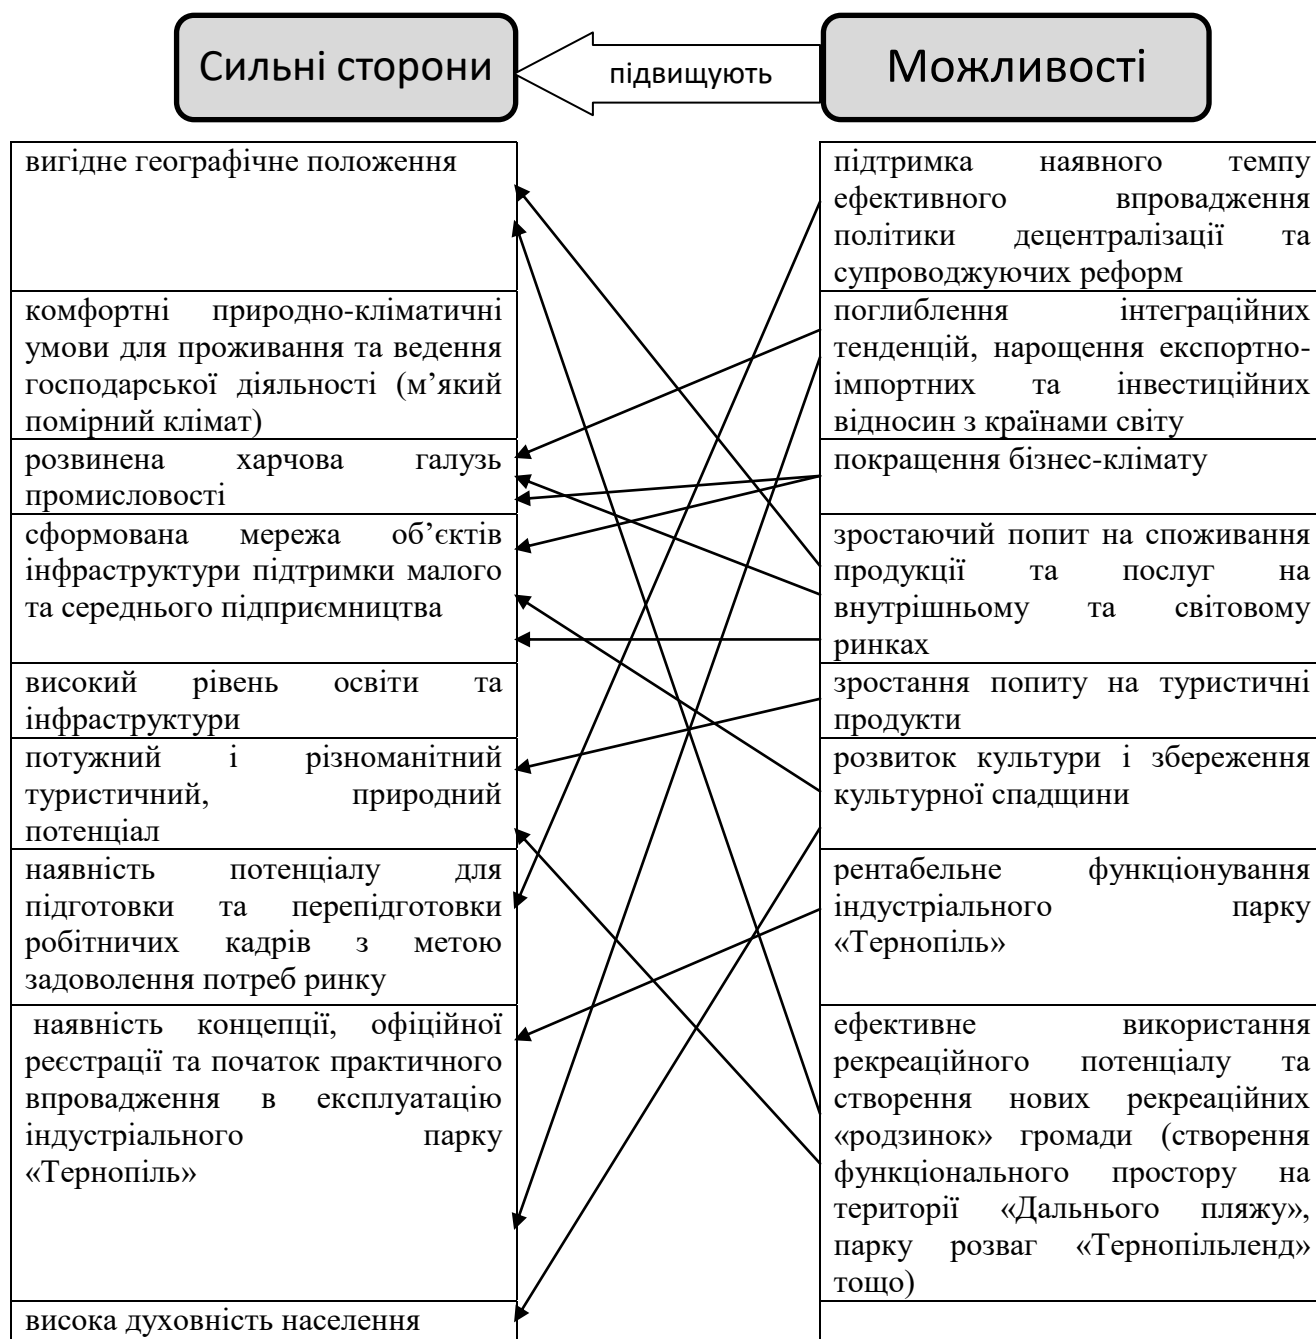 Сильні сторони
підвищують
Можливості
вигідне географічне положення
комфортні природно-кліматичні
умови для проживання та ведення
господарської діяльності (м’який
помірний клімат)
розвинена харчова галузь
промисловості
сформована мережа об’єктів
інфраструктури підтримки малого
та середнього підприємництва
високий рівень освіти та
інфраструктури
потужний і різноманітний
туристичний, природний
потенціал
наявність потенціалу для
підготовки та перепідготовки
робітничих кадрів з метою
задоволення потреб ринку
наявність концепції, офіційної
реєстрації та початок практичного
впровадження в експлуатацію
індустріального парку
«Тернопіль»
висока духовність населення
підтримка наявного темпу
ефективного впровадження
політики децентралізації та
супроводжуючих реформ
поглиблення інтеграційних
тенденцій, нарощення експортно-
імпортних та інвестиційних
відносин з країнами світу
покращення бізнес-клімату
зростаючий попит на споживання
продукції та послуг на
внутрішньому та світовому
ринках
зростання попиту на туристичні
продукти
розвиток культури і збереження
культурної спадщини
рентабельне функціонування
індустріального парку
«Тернопіль»
ефективне використання
рекреаційного потенціалу та
створення нових рекреаційних
«родзинок» громади (створення
функціонального простору на
території «Дальнього пляжу»,
парку розваг «Тернопільленд»
тощо)